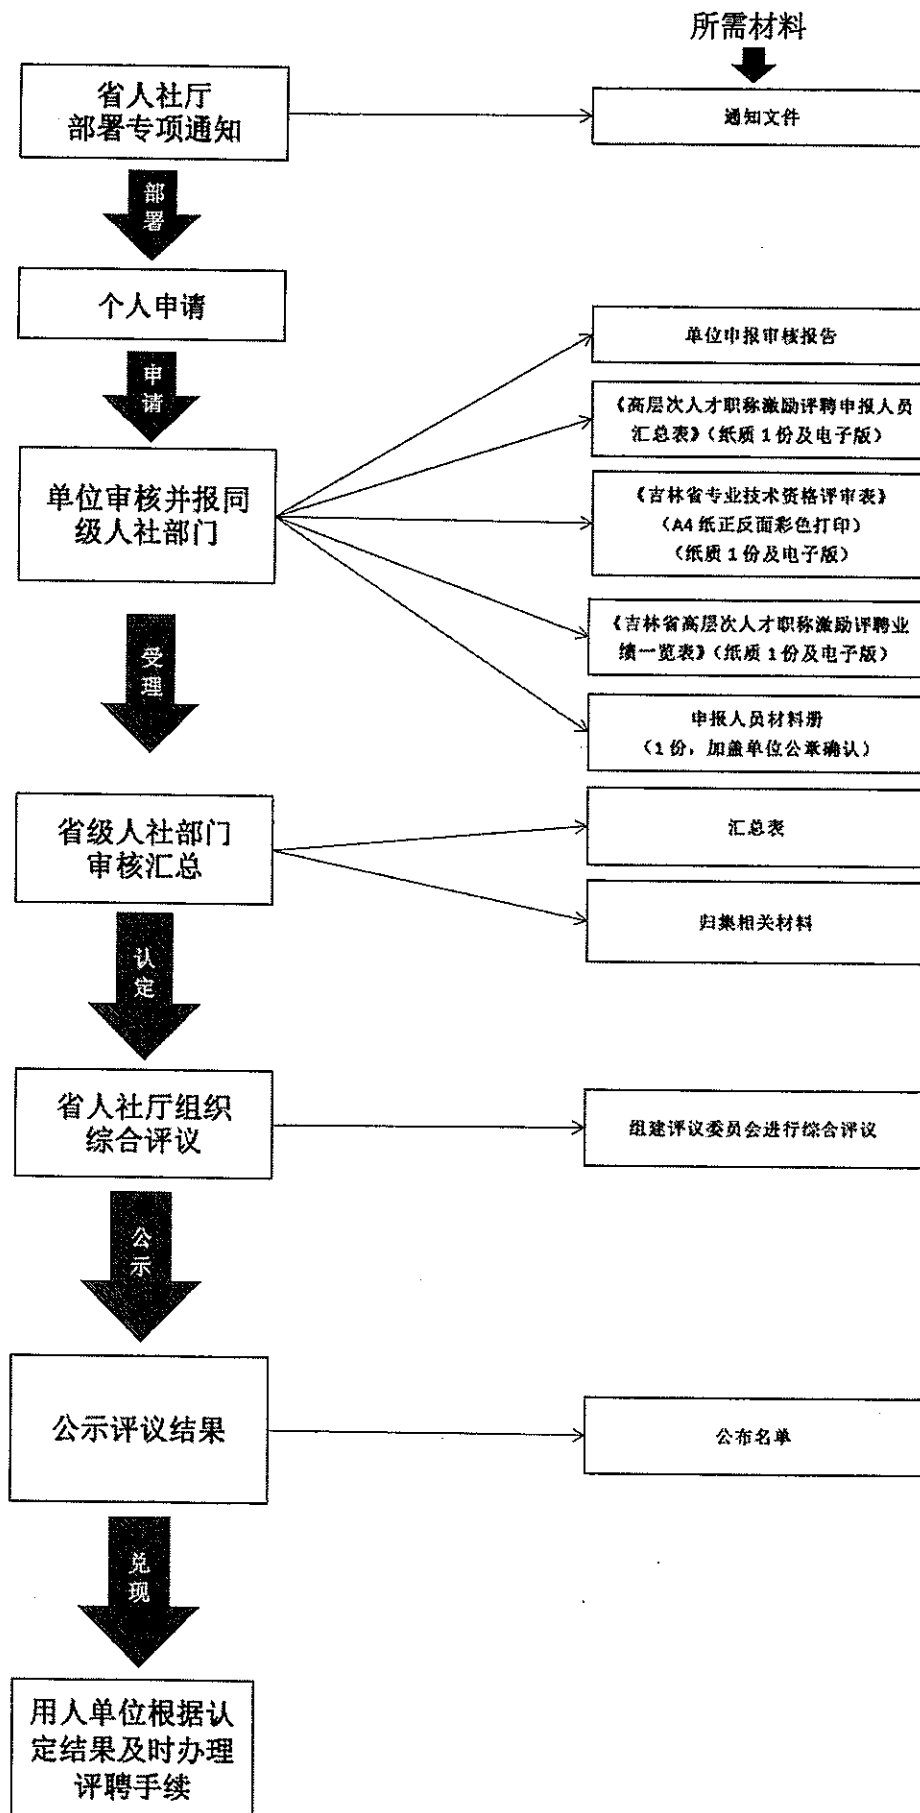 所需材料
省人社厅
部署专项通知
通知文件
部
署
个人申请
申
请
单位审核并报同
级人社部门
单位申报审核报告
《高层次人才职称激励评聘申报人员
汇总表》（纸质 1 份及电子版）
《吉林省专业技术资格评审表》
（A4 纸正反面彩色打印）
（纸质 1 份及电子版）
《吉林省高层次人才职称激励评聘业
绩一览表》（纸质 1 份及电子版）
申报人员材料册
（1 份，加盖单位公章确认）
受
理
省级人社部门
审核汇总
汇总表
归集相关材料
认
定
省人社厅组织
综合评议
组建评议委员会进行综合评议
公
示
公示评议结果
公布名单
兑
现
用人单位根据认
定结果及时办理
评聘手续